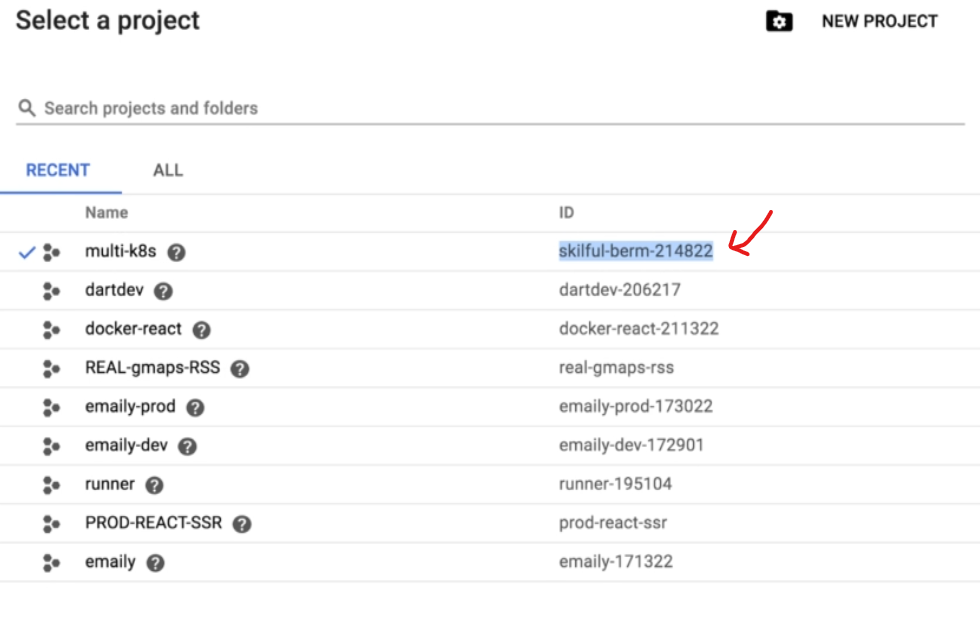 Select a project
NEW PROJECT
Search projects and folders
RECENT ALL
Name ID
multi-k8s skilful-berm-214822
dartdev dartdev-206217
docker-react docker-react-211322
REAL-gmaps-RSS real-gmaps-rss
emaily-prod emaily-prod-173022
emaily-dev emaily-dev-172901
runner runner-195104
PROD-REACT-SSR prod-react-ssr
emaily emaily-171322